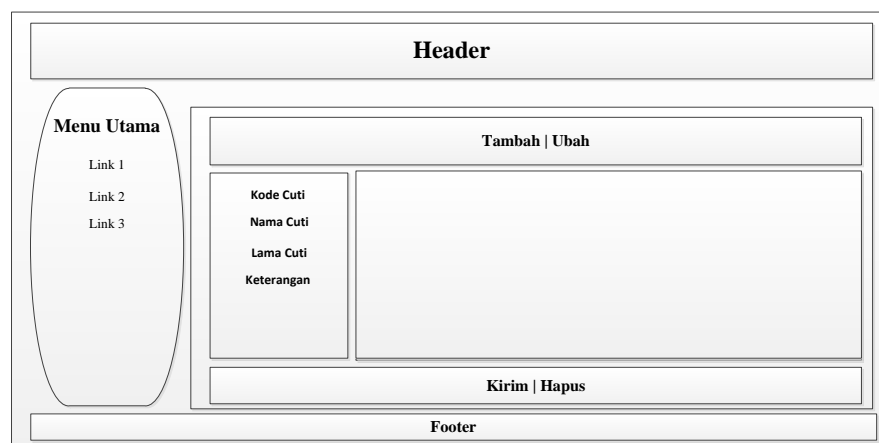 Header
Menu Utama
Link 1
Link 2
Link 3
Tambah | Ubah
Kode Cuti
Nama Cuti
Lama Cuti
Keterangan
Kirim | Hapus
Footer